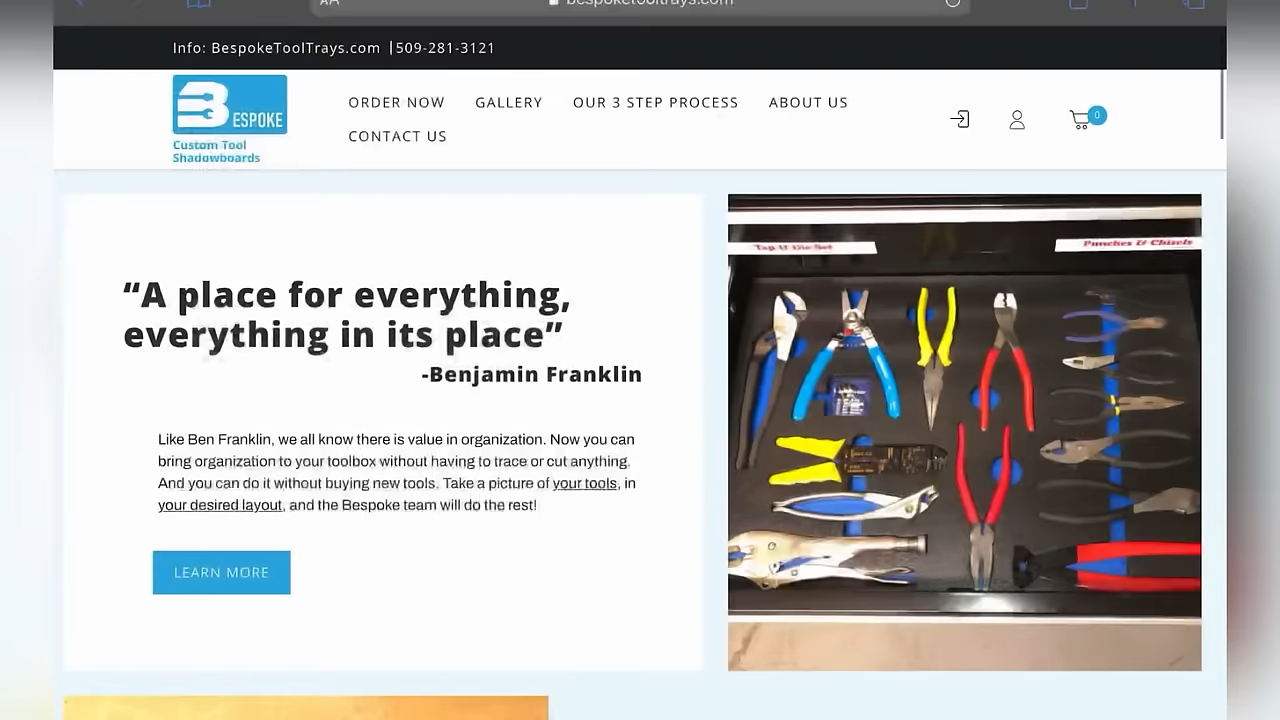 AA bespoketooltrays.com
Info: BespokeToolTrays.com |509-281-3121
BESPOKE
Custom Tool
Shadowboards
ORDER NOW GALLERY OUR 3 STEP PROCESS ABOUT US
CONTACT US
0
“A place for everything,
everything in its place”
-Benjamin Franklin
Like Ben Franklin, we all know there is value in organization. Now you can
bring organization to your toolbox without having to trace or cut anything.
And you can do it without buying new tools. Take a picture of your tools, in
your desired layout, and the Bespoke team will do the rest!
LEARN MORE
Tap & Die Set
Punches & Chisels